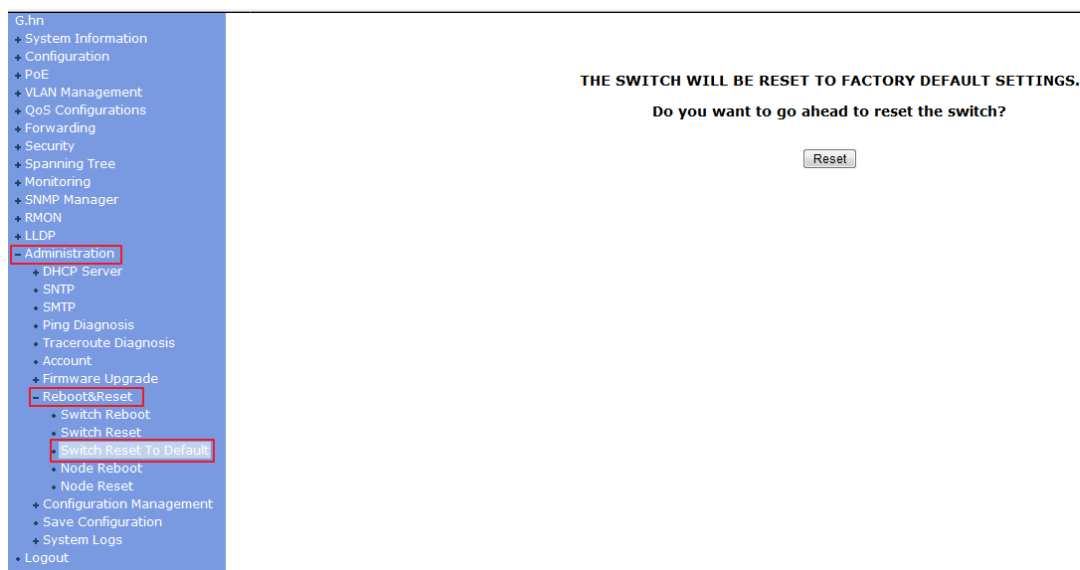 G.hn
System Information
Configuration
PoE
VLAN Management
QoS Configurations
Forwarding
Security
Spanning Tree
Monitoring
SNMP Manager
RMON
LLDP
Administration
DHCP Server
SNTP
SMTP
Ping Diagnosis
Traceroute Diagnosis
Account
Firmware Upgrade
Reboot&Reset
Switch Reboot
Switch Reset
Switch Reset To Default
Node Reboot
Node Reset
Configuration Management
Save Configuration
System Logs
Logout
THE SWITCH WILL BE RESET TO FACTORY DEFAULT SETTINGS.
Do you want to go ahead to reset the switch?
Reset